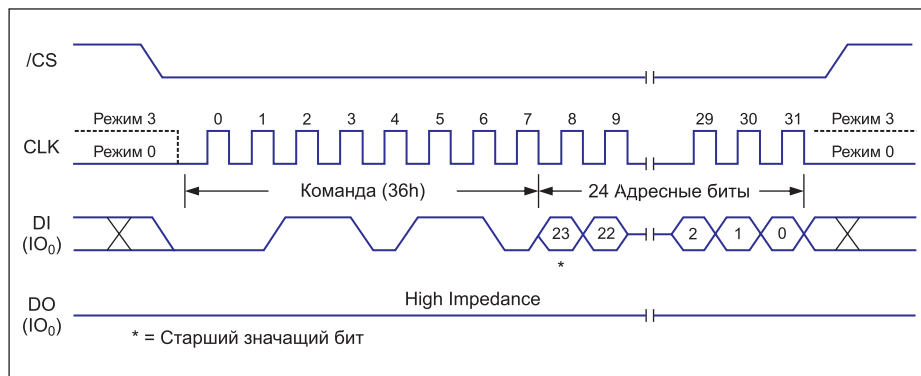 /CS
Режим 3
0 1 2 3 4 5 6 7 8 9 29 30 31
Режим 3
CLK
Режим 0
Режим 0
Команда (36h)
24 Адресные биты
DI
(IO₀)
23 22 2 1 0
*
High Impedance
DO
(IO₀)
* = Старший значащий бит